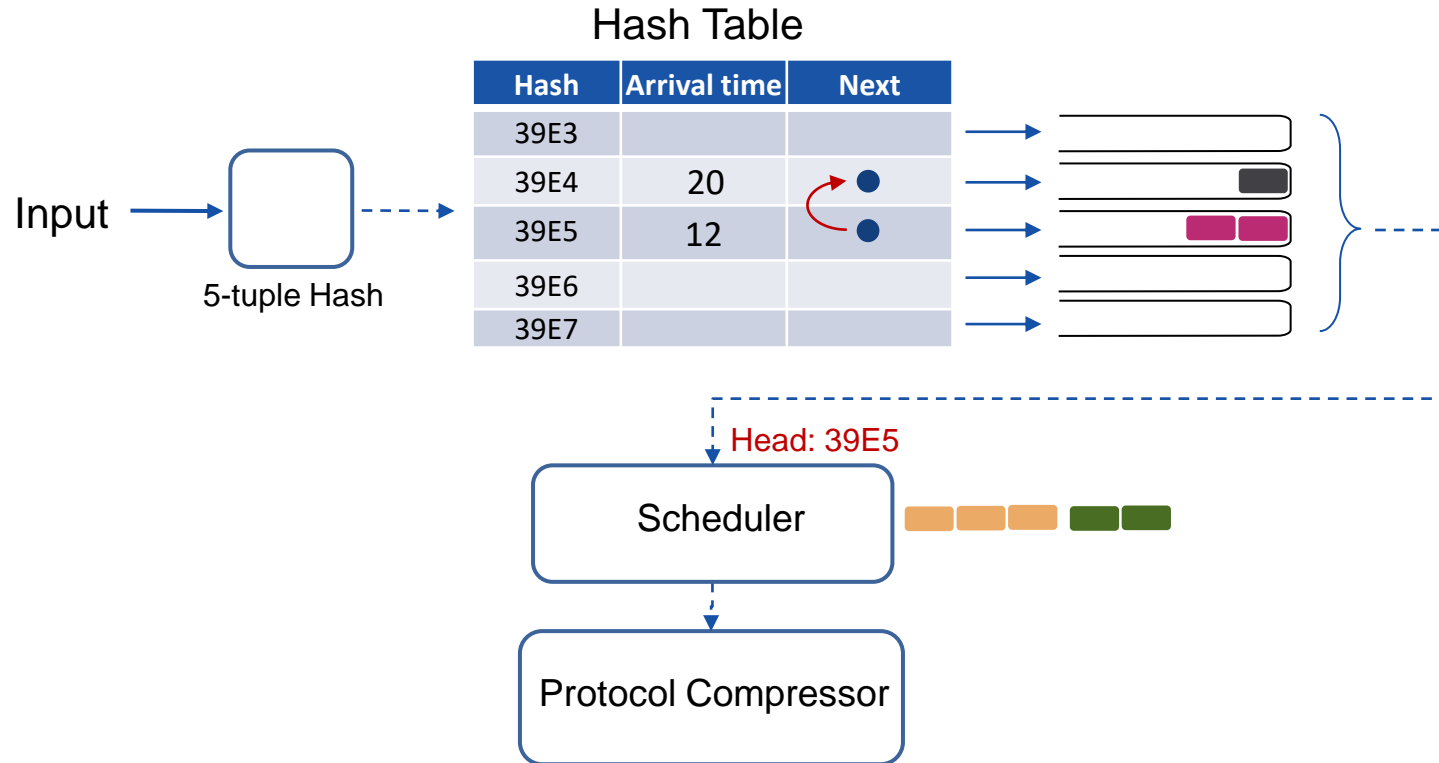 Hash Table
Hash Arrival time Next
39E3
39E4 20
39E5 12
39E6
39E7
Input
5-tuple Hash
Head: 39E5
Scheduler
Protocol Compressor